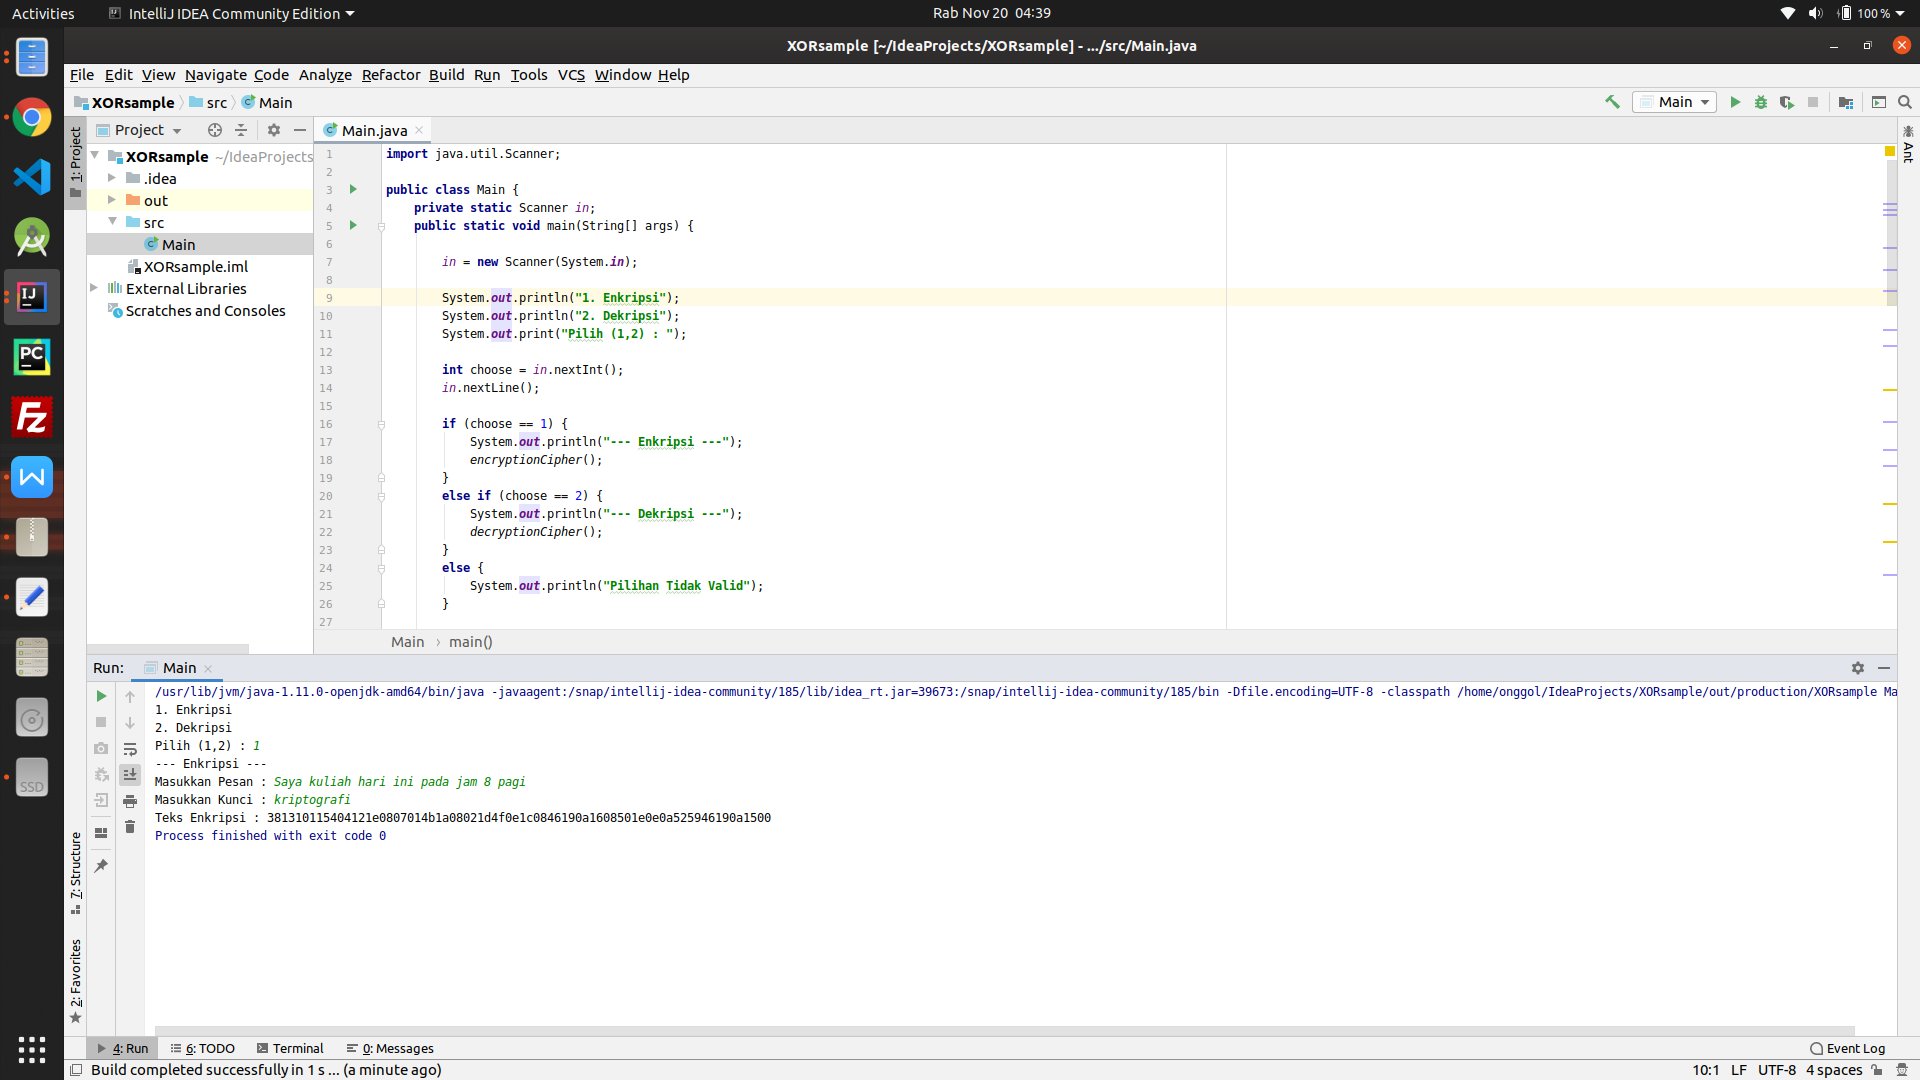 Activities IntelliJ IDEA Community Edition Rab Nov 20 04:39 100 %
XORsample [~/IdeaProjects/XORsample] - .../src/Main.java
File Edit View Navigate Code Analyze Refactor Build Run Tools VCS Window Help
XORsample src Main Main
1: Project Project Main.java Ant
XORsample ~/IdeaProjects
.idea
out
src
Main
XORsample.iml
External Libraries
Scratches and Consoles
1 import java.util.Scanner;
2
3 public class Main {
4 private static Scanner in;
5 public static void main(String[] args) {
6
7 in = new Scanner(System.in);
8
9 System.out.println("1. Enkripsi");
10 System.out.println("2. Dekripsi");
11 System.out.print("Pilih (1,2) : ");
12
13 int choose = in.nextInt();
14 in.nextLine();
15
16 if (choose == 1) {
17 System.out.println("--- Enkripsi ---");
18 encryptionCipher();
19 }
20 else if (choose == 2) {
21 System.out.println("--- Dekripsi ---");
22 decryptionCipher();
23 }
24 else {
25 System.out.println("Pilihan Tidak Valid");
26 }
27
Main › main()
Run: Main
/usr/lib/jvm/java-1.11.0-openjdk-amd64/bin/java -javaagent:/snap/intellij-idea-community/185/lib/idea_rt.jar=39673:/snap/intellij-idea-community/185/bin -Dfile.encoding=UTF-8 -classpath /home/onggol/IdeaProjects/XORsample/out/production/XORsample Ma
1. Enkripsi
2. Dekripsi
Pilih (1,2) : 1
--- Enkripsi ---
Masukkan Pesan : Saya kuliah hari ini pada jam 8 pagi
Masukkan Kunci : kriptografi
Teks Enkripsi : 381310115404121e0807014b1a08021d4f0e1c0846190a1608501e0e0a525946190a1500
Process finished with exit code 0
7: Structure
2: Favorites
IJ
PC
FZ
SSD
4: Run 6: TODO Terminal 0: Messages Event Log
Build completed successfully in 1 s ... (a minute ago) 10:1 LF UTF-8 4 spaces